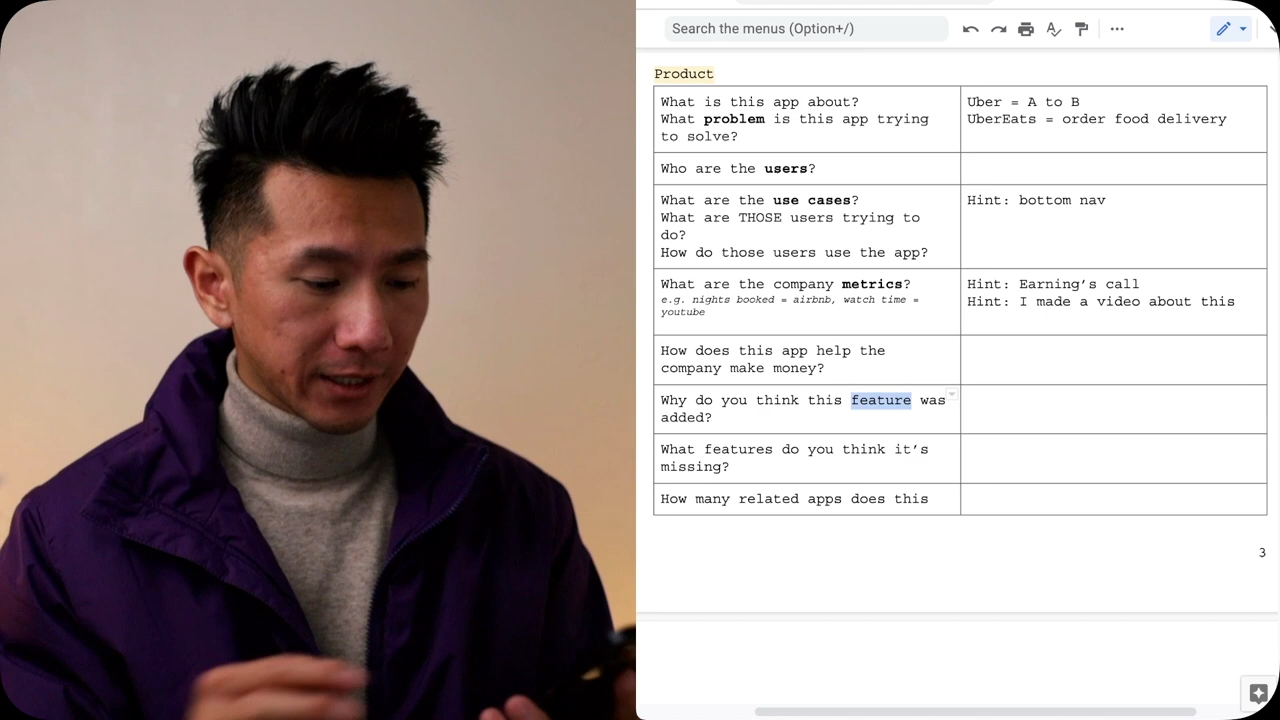 Search the menus (Option+/)
Product
What is this app about?
What problem is this app trying
to solve?
Uber = A to B
UberEats = order food delivery
Who are the users?
What are the use cases?
What are THOSE users trying to
do?
How do those users use the app?
Hint: bottom nav
What are the company metrics?
e.g. nights booked = airbnb, watch time =
youtube
Hint: Earning's call
Hint: I made a video about this
How does this app help the
company make money?
Why do you think this feature was
added?
What features do you think it's
missing?
How many related apps does this
3